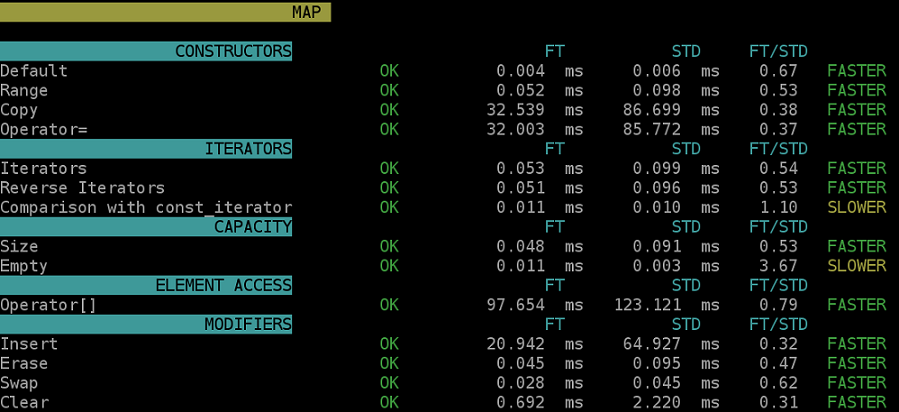 MAP
CONSTRUCTORS FT STD FT/STD
Default OK 0.004 ms 0.006 ms 0.67 FASTER
Range OK 0.052 ms 0.098 ms 0.53 FASTER
Copy OK 32.539 ms 86.699 ms 0.38 FASTER
Operator= OK 32.003 ms 85.772 ms 0.37 FASTER
ITERATORS FT STD FT/STD
Iterators OK 0.053 ms 0.099 ms 0.54 FASTER
Reverse Iterators OK 0.051 ms 0.096 ms 0.53 FASTER
Comparison with const_iterator OK 0.011 ms 0.010 ms 1.10 SLOWER
CAPACITY FT STD FT/STD
Size OK 0.048 ms 0.091 ms 0.53 FASTER
Empty OK 0.011 ms 0.003 ms 3.67 SLOWER
ELEMENT ACCESS FT STD FT/STD
Operator[] OK 97.654 ms 123.121 ms 0.79 FASTER
MODIFIERS FT STD FT/STD
Insert OK 20.942 ms 64.927 ms 0.32 FASTER
Erase OK 0.045 ms 0.095 ms 0.47 FASTER
Swap OK 0.028 ms 0.045 ms 0.62 FASTER
Clear OK 0.692 ms 2.220 ms 0.31 FASTER